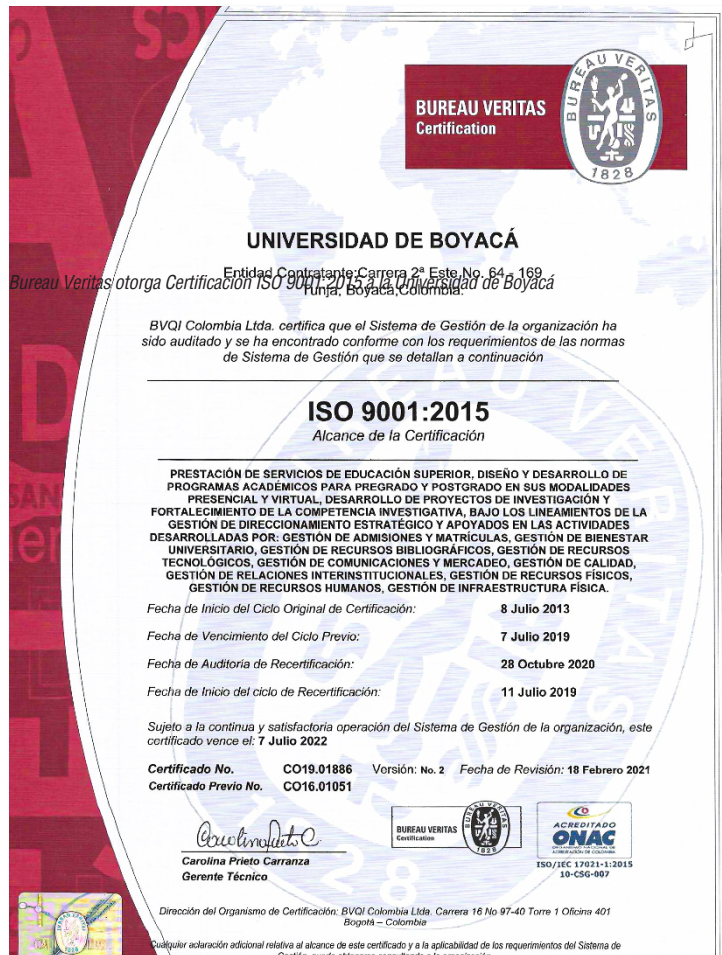 BUREAU VERITAS
Certification
BUREAU VERITAS
1828
UNIVERSIDAD DE BOYACÁ
Entidad Contratante:Carrera 2ª Este No. 64 - 169
Bureau Veritas otorga Certificación ISO 9001:2015 a la Universidad de Boyacá
Tunja, Boyacá,Colombia.
BVQI Colombia Ltda. certifica que el Sistema de Gestión de la organización ha
sido auditado y se ha encontrado conforme con los requerimientos de las normas
de Sistema de Gestión que se detallan a continuación
ISO 9001:2015
Alcance de la Certificación
PRESTACIÓN DE SERVICIOS DE EDUCACIÓN SUPERIOR, DISEÑO Y DESARROLLO DE
PROGRAMAS ACADÉMICOS PARA PREGRADO Y POSTGRADO EN SUS MODALIDADES
PRESENCIAL Y VIRTUAL, DESARROLLO DE PROYECTOS DE INVESTIGACIÓN Y
FORTALECIMIENTO DE LA COMPETENCIA INVESTIGATIVA, BAJO LOS LINEAMIENTOS DE LA
GESTIÓN DE DIRECCIONAMIENTO ESTRATÉGICO Y APOYADOS EN LAS ACTIVIDADES
DESARROLLADAS POR: GESTIÓN DE ADMISIONES Y MATRÍCULAS, GESTIÓN DE BIENESTAR
UNIVERSITARIO, GESTIÓN DE RECURSOS BIBLIOGRÁFICOS, GESTIÓN DE RECURSOS
TECNOLÓGICOS, GESTIÓN DE COMUNICACIONES Y MERCADEO, GESTIÓN DE CALIDAD,
GESTIÓN DE RELACIONES INTERINSTITUCIONALES, GESTIÓN DE RECURSOS FÍSICOS,
GESTIÓN DE RECURSOS HUMANOS, GESTIÓN DE INFRAESTRUCTURA FÍSICA.
Fecha de Inicio del Ciclo Original de Certificación: 8 Julio 2013
Fecha de Vencimiento del Ciclo Previo: 7 Julio 2019
Fecha de Auditoria de Recertificación: 28 Octubre 2020
Fecha de Inicio del ciclo de Recertificación: 11 Julio 2019
Sujeto a la continua y satisfactoria operación del Sistema de Gestión de la organización, este
certificado vence el: 7 Julio 2022
Certificado No. CO19.01886 Versión: No. 2 Fecha de Revisión: 18 Febrero 2021
Certificado Previo No. CO16.01051
Carolina Prieto Carranza
Gerente Técnico
BUREAU VERITAS
Certification
1828
ACREDITADO
ONAC
ORGANISMO NACIONAL DE
ACREDITACIÓN DE COLOMBIA
ISO/IEC 17021-1:2015
10-CSG-007
Dirección del Organismo de Certificación: BVQI Colombia Ltda. Carrera 16 No 97-40 Torre 1 Oficina 401
Bogotá – Colombia
Cualquier aclaración adicional relativa al alcance de este certificado y a la aplicabilidad de los requerimientos del Sistema de